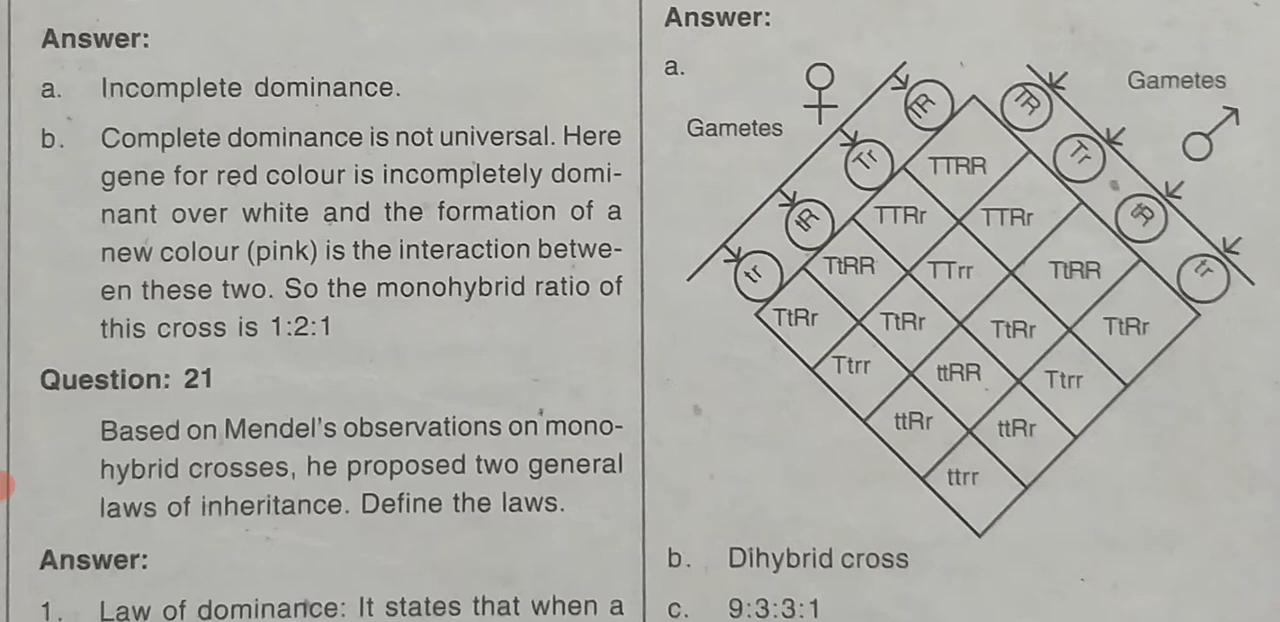 Answer:
a. Incomplete dominance.
b. Complete dominance is not universal. Here
gene for red colour is incompletely domi-
nant over white and the formation of a
new colour (pink) is the interaction betwe-
en these two. So the monohybrid ratio of
this cross is 1:2:1
Question: 21
Based on Mendel's observations on mono-
hybrid crosses, he proposed two general
laws of inheritance. Define the laws.
Answer:
1. Law of dominance: It states that when a
Answer:
a.
♀ Gametes
TR
Tr
tR
tr
Gametes ♂
TR
Tr
tR
tr
TTRR
TTRr TTRr
TtRR TTrr TtRR
TtRr TtRr TtRr TtRr
Ttrr ttRR Ttrr
ttRr ttRr
ttrr
b. Dihybrid cross
c. 9:3:3:1